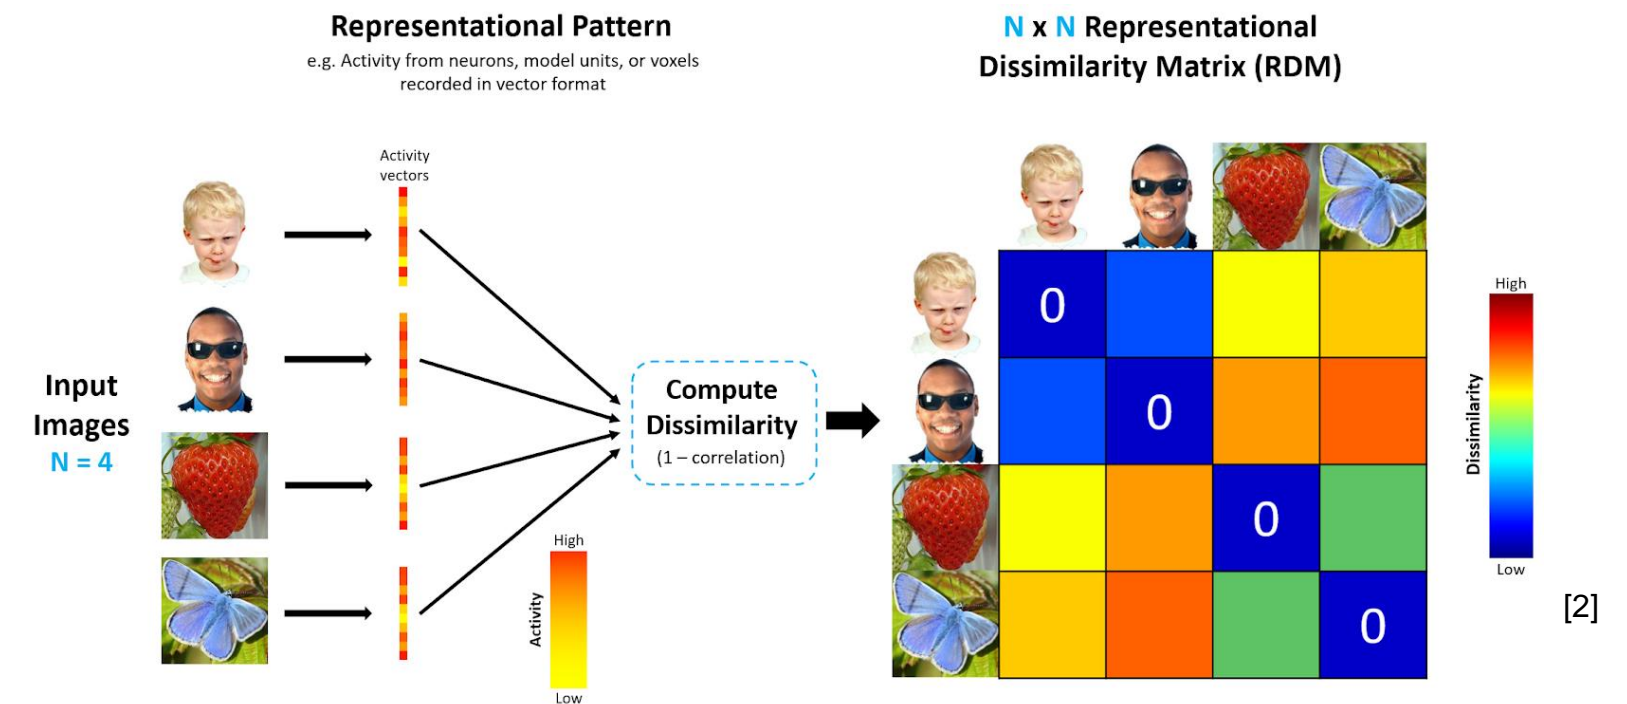 Representational Pattern
e.g. Activity from neurons, model units, or voxels
recorded in vector format
N x N Representational
Dissimilarity Matrix (RDM)
Activity
vectors
Input
Images
N = 4
Compute
Dissimilarity
(1 – correlation)
High
Activity
Low
0
0
0
0
High
Dissimilarity
Low
[2]